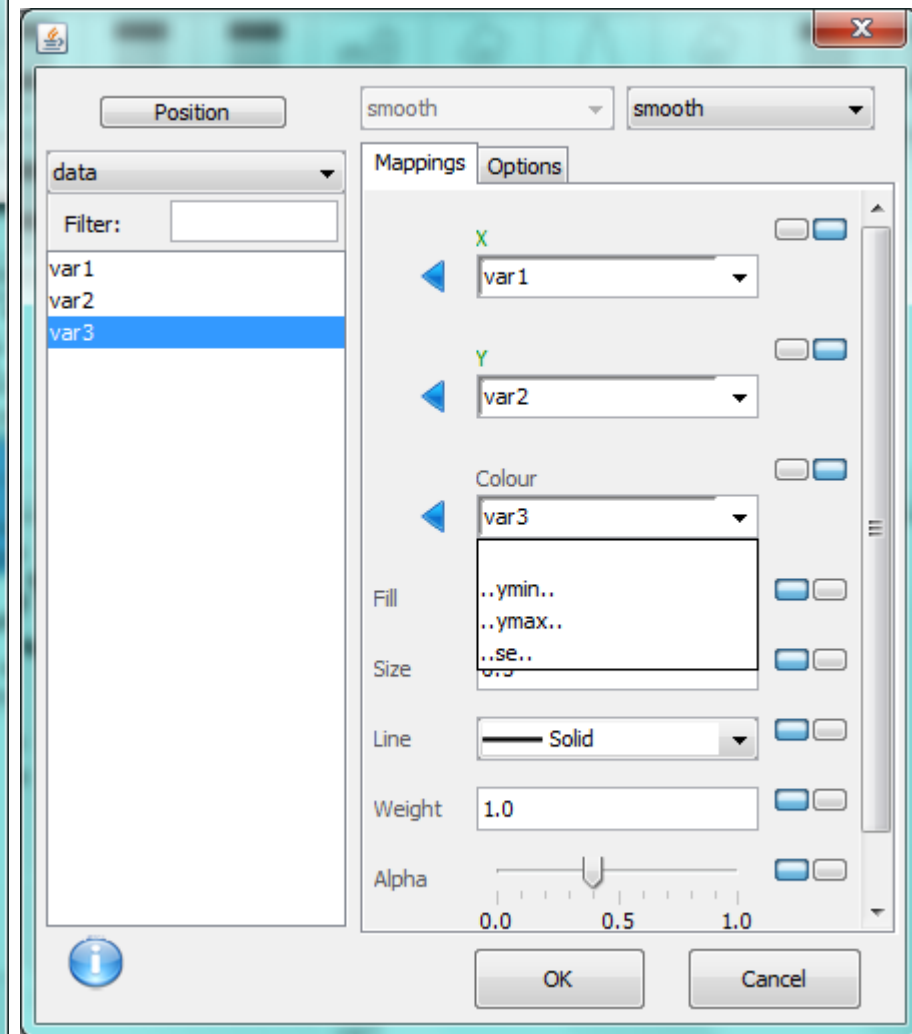 Position
smooth
smooth
data
Filter:
var1
var2
var3
Mappings
Options
X
var1
Y
var2
Colour
var3
..ymin..
..ymax..
..se..
Fill
Size
Line
Solid
Weight
1.0
Alpha
0.0 0.5 1.0
OK
Cancel